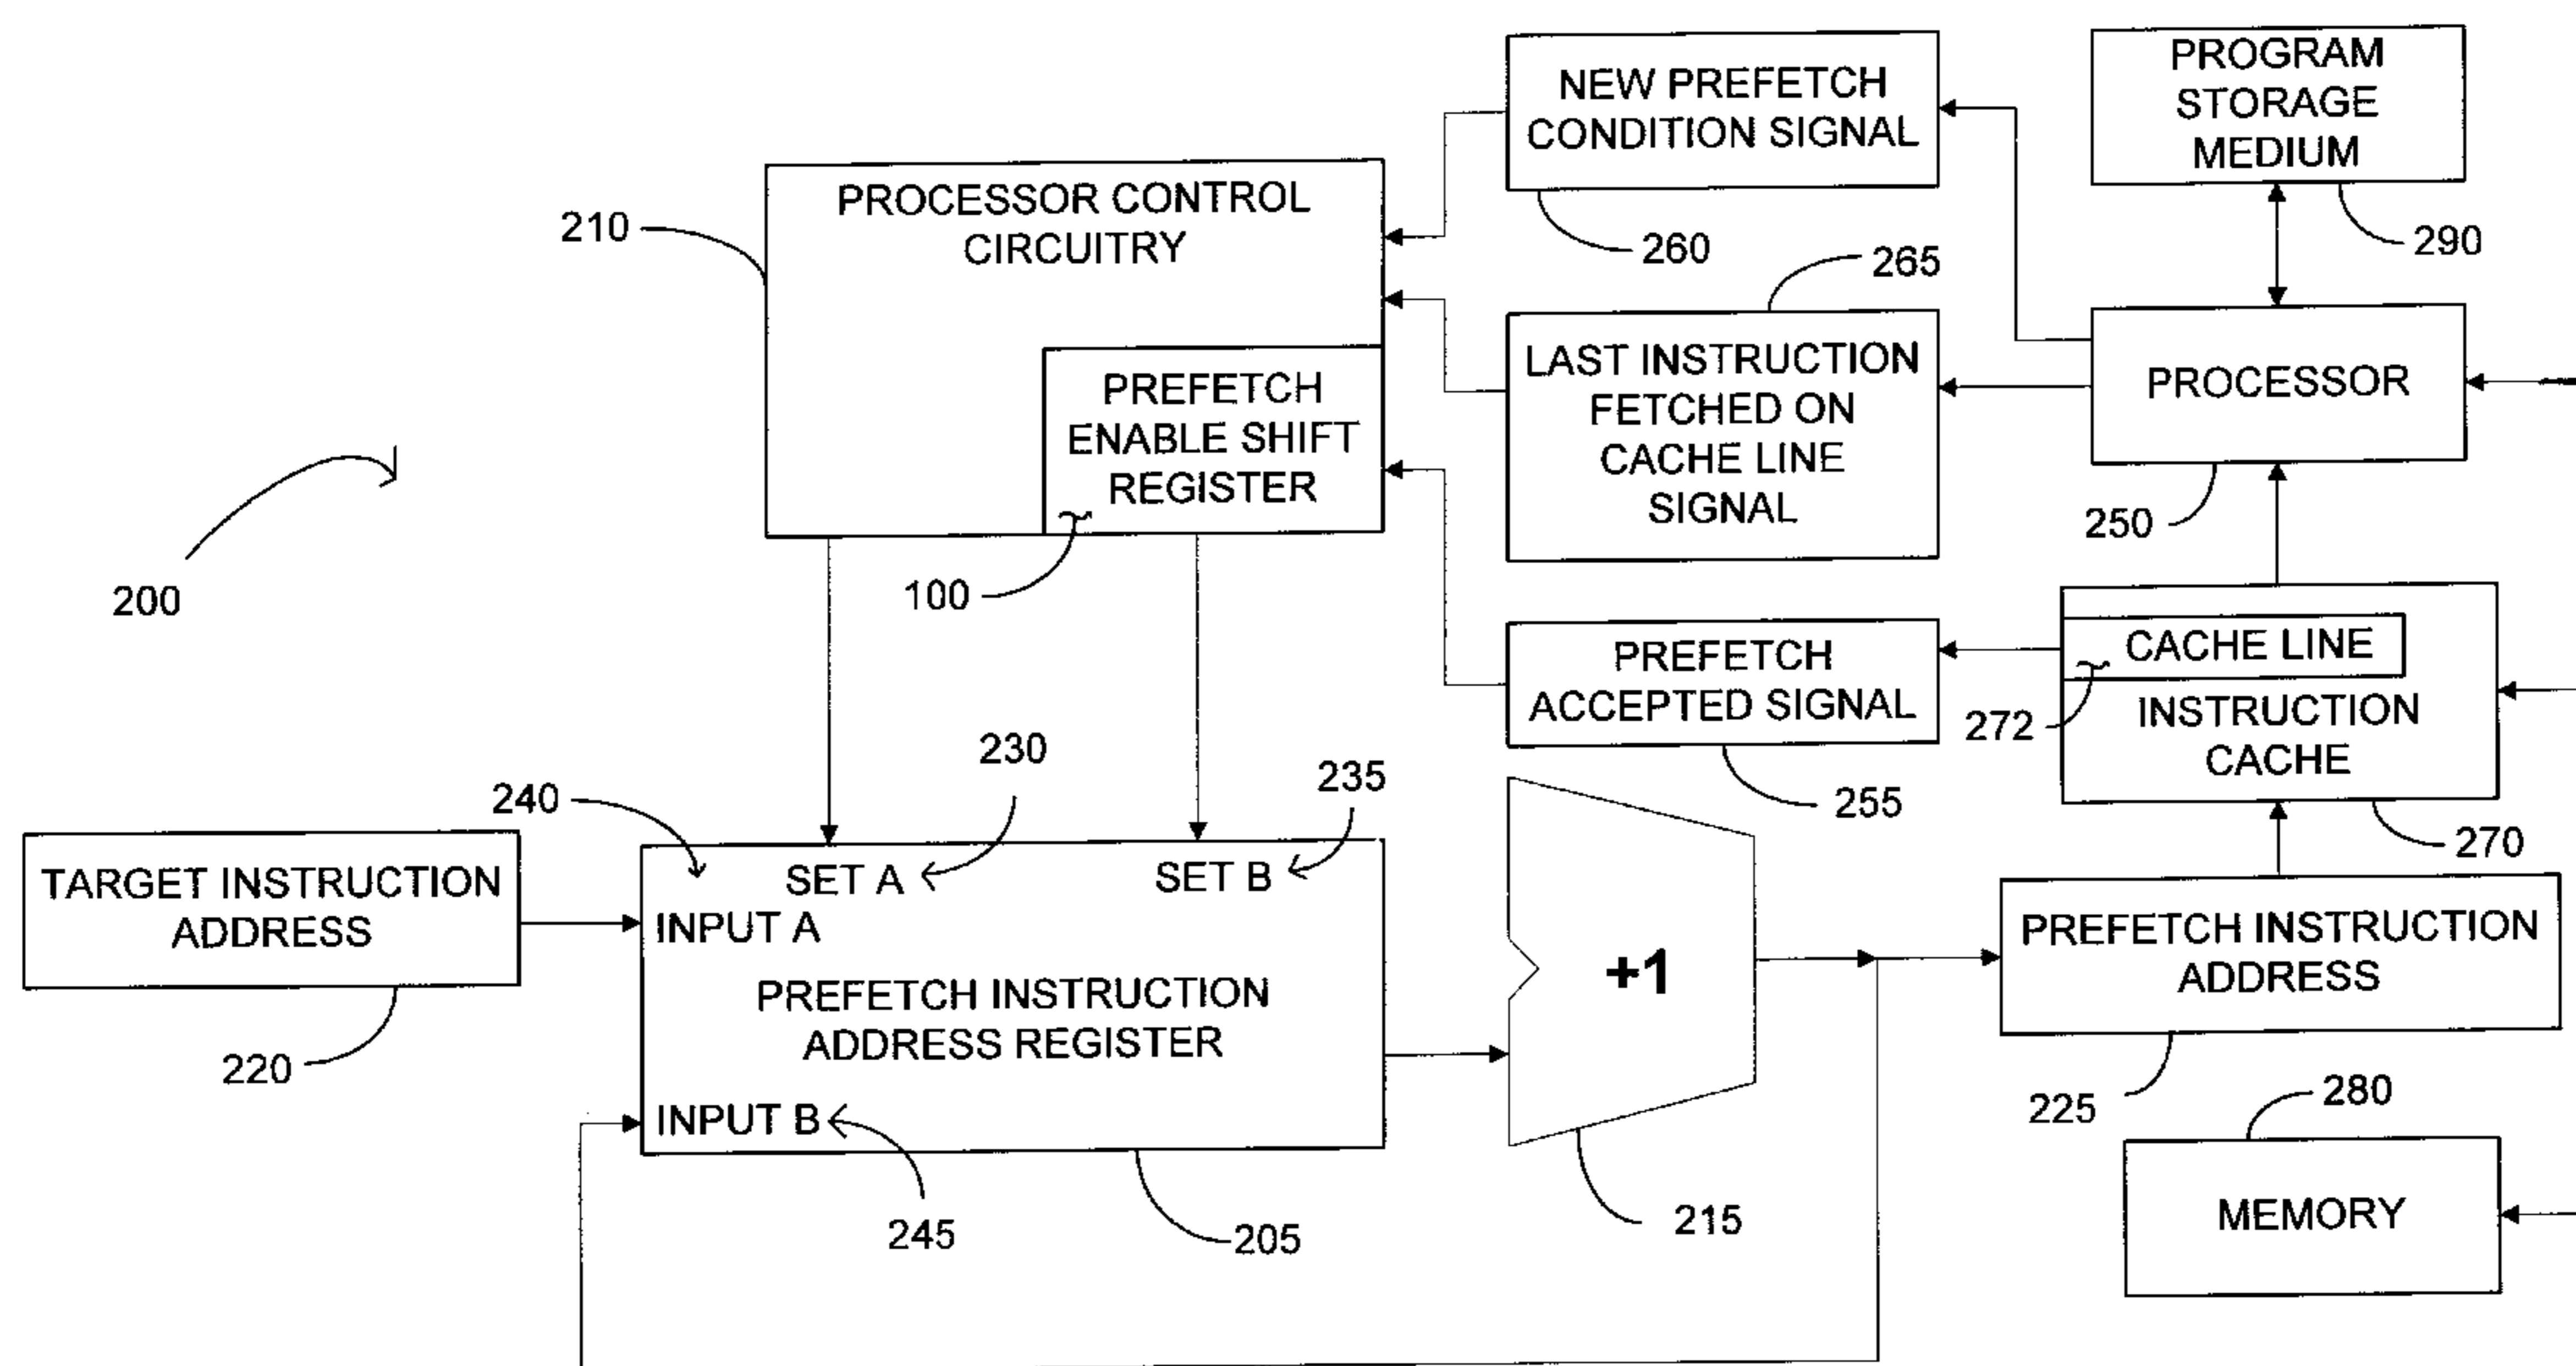 NEW PREFETCH
CONDITION SIGNAL
260
PROGRAM
STORAGE
MEDIUM
290
PROCESSOR CONTROL
CIRCUITRY
210
PREFETCH
ENABLE SHIFT
REGISTER
100
265
LAST INSTRUCTION
FETCHED ON
CACHE LINE
SIGNAL
PROCESSOR
250
200
PREFETCH
ACCEPTED SIGNAL
255
CACHE LINE
272
INSTRUCTION
CACHE
270
TARGET INSTRUCTION
ADDRESS
220
240
230
235
SET A
SET B
INPUT A
PREFETCH INSTRUCTION
ADDRESS REGISTER
INPUT B
245
205
+1
215
PREFETCH INSTRUCTION
ADDRESS
225
280
MEMORY